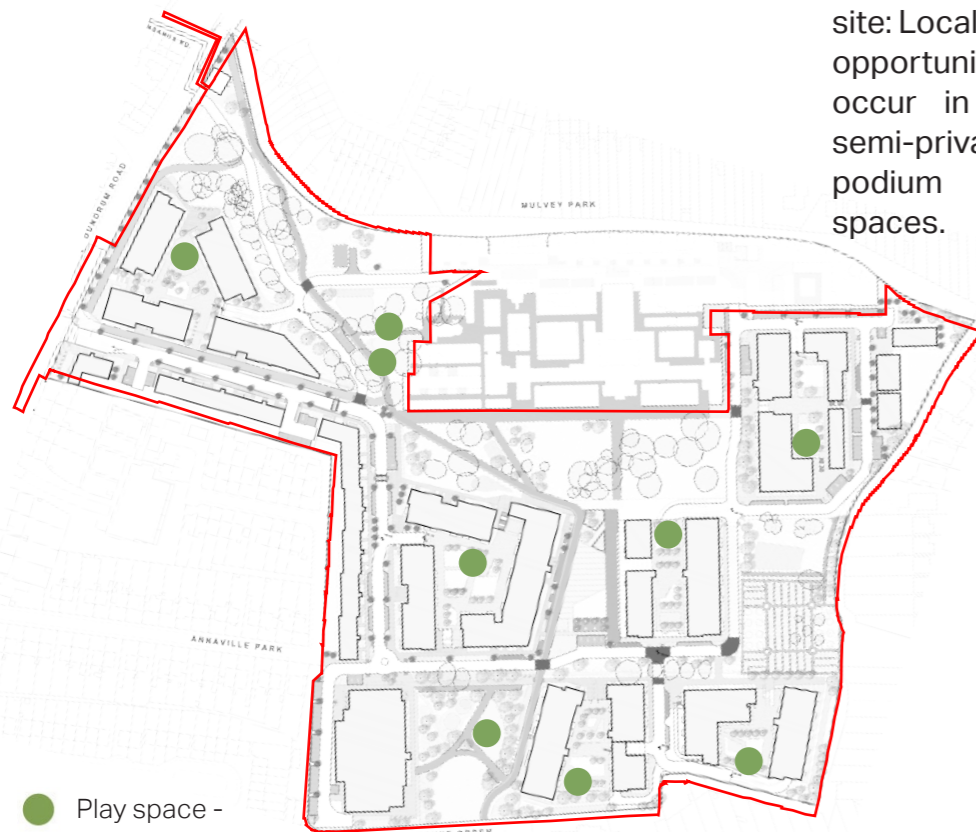 site: Local
opportuni
occur in
semi-priva
podium
spaces.
DUNDRUM ROAD
MULVEY PARK
ANNAVILLE PARK
Play space -